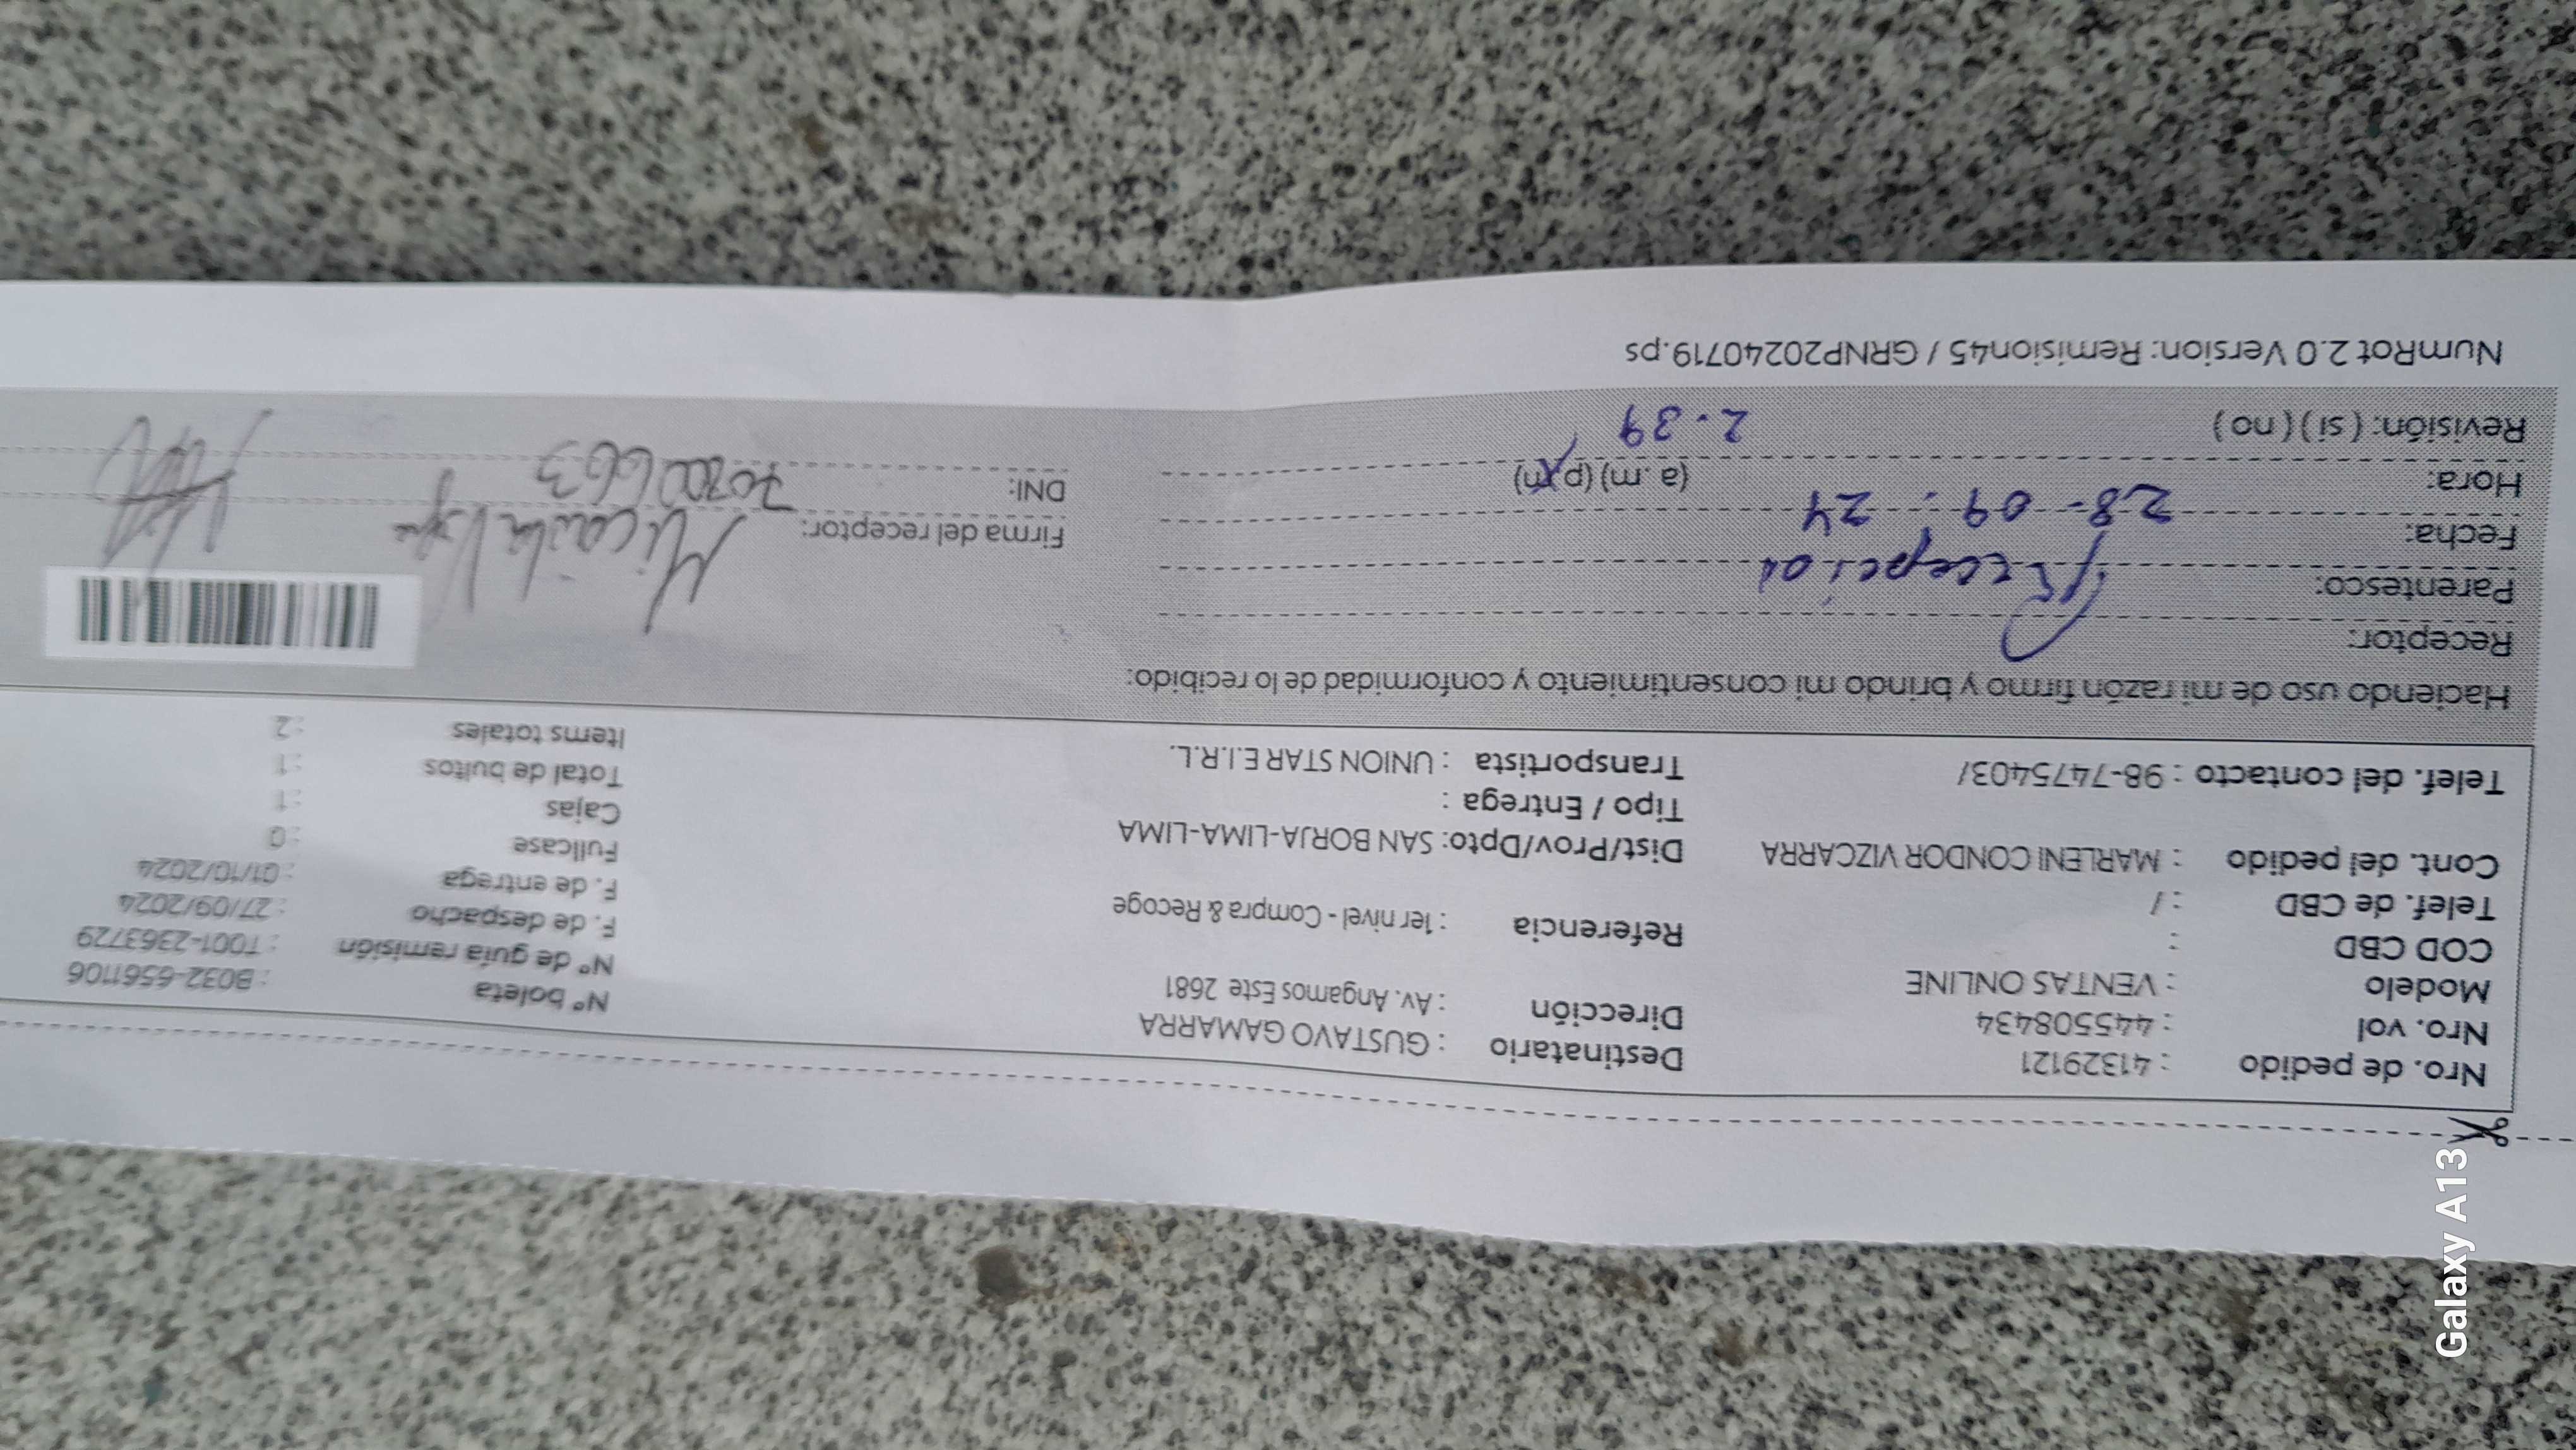 Nro. de pedido : 41329121
Nro. vol : 445508434
Modelo : VENTAS ONLINE
COD CBD :
Telef. de CBD : /
Cont. del pedido : MARLENI CONDOR VIZCARRA
Telef. del contacto : 98-7475403/
Destinatario : GUSTAVO GAMARRA
Dirección : Av. Angamos Este 2681
Referencia : 1er nivel - Compra & Recoge
Dist/Prov/Dpto: SAN BORJA-LIMA-LIMA
Tipo / Entrega :
Transportista : UNION STAR E.I.R.L.
Nº boleta : B032-6561106
Nº de guía remisión : T001-2363729
F. de despacho : 27/09/2024
F. de entrega : 01/10/2024
Fullcase : 0
Cajas : 1
Total de bultos : 1
Items totales : 2
Haciendo uso de mi razón firmo y brindo mi consentimiento y conformidad de lo recibido:
Receptor:
Parentesco: Recepcion
Fecha: 28-09-24
Hora: 2.39 (a. m) (p. m)
Revisión: ( si ) ( no )
Firma del receptor: Micaela
DNI:
NumRot 2.0 Version: Remision45 / GRNP20240719.ps
Galaxy A13